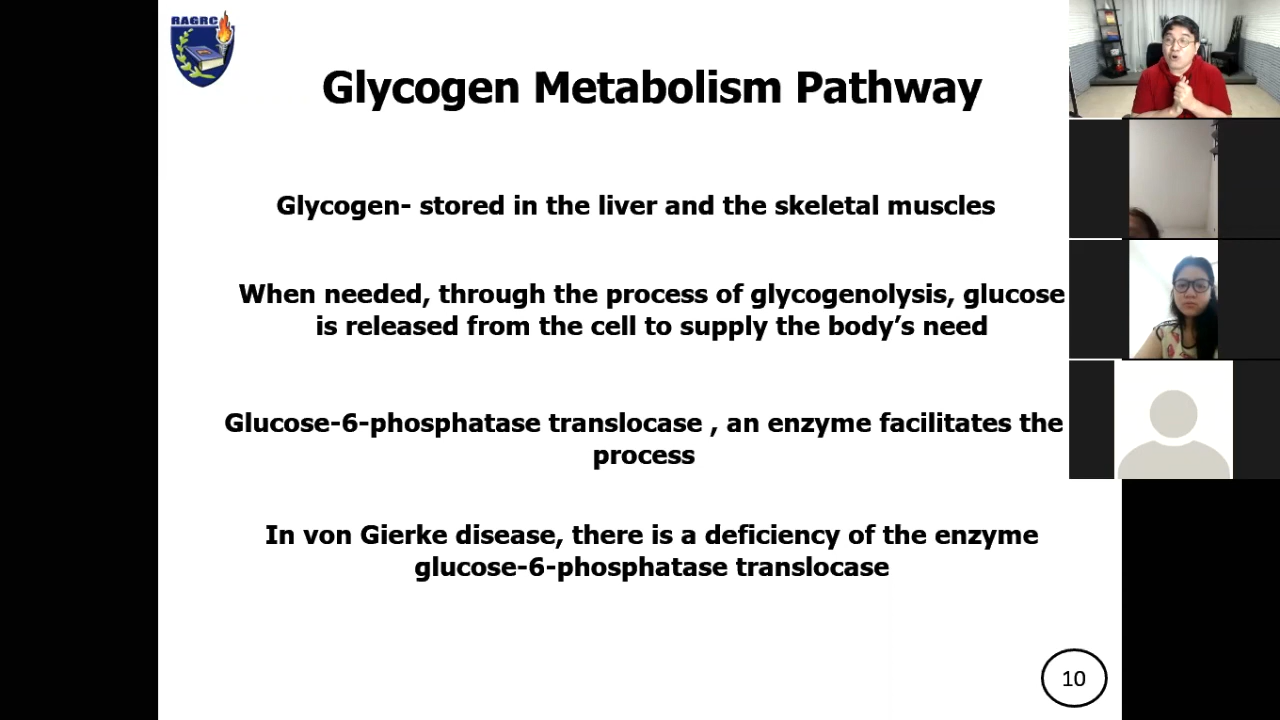 RAGRC
Glycogen Metabolism Pathway
Glycogen- stored in the liver and the skeletal muscles
When needed, through the process of glycogenolysis, glucose
is released from the cell to supply the body’s need
Glucose-6-phosphatase translocase , an enzyme facilitates the
process
In von Gierke disease, there is a deficiency of the enzyme
glucose-6-phosphatase translocase
10